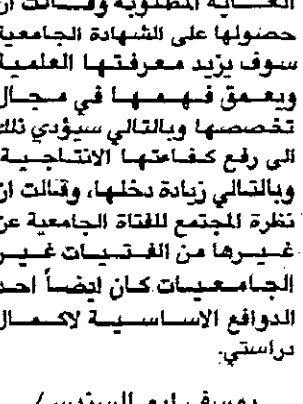 العناية المطلوبة وقالت ان
حصولها على الشهادة الجامعية
سوف يزيد معرفتها العلمية
ويعمق فهمها في مجال
تخصصها وبالتالي سيؤدي ذلك
الى رفع كفاءتها الانتاجية
وبالتالي زيادة دخلها، وقالت ان
نظرة المجتمع للفتاة الجامعية عن
غيرها من الفتيات غير
الجامعيات كان ايضاً احد
الدوافع الاساسية لاكمال
دراستي.
يوسف